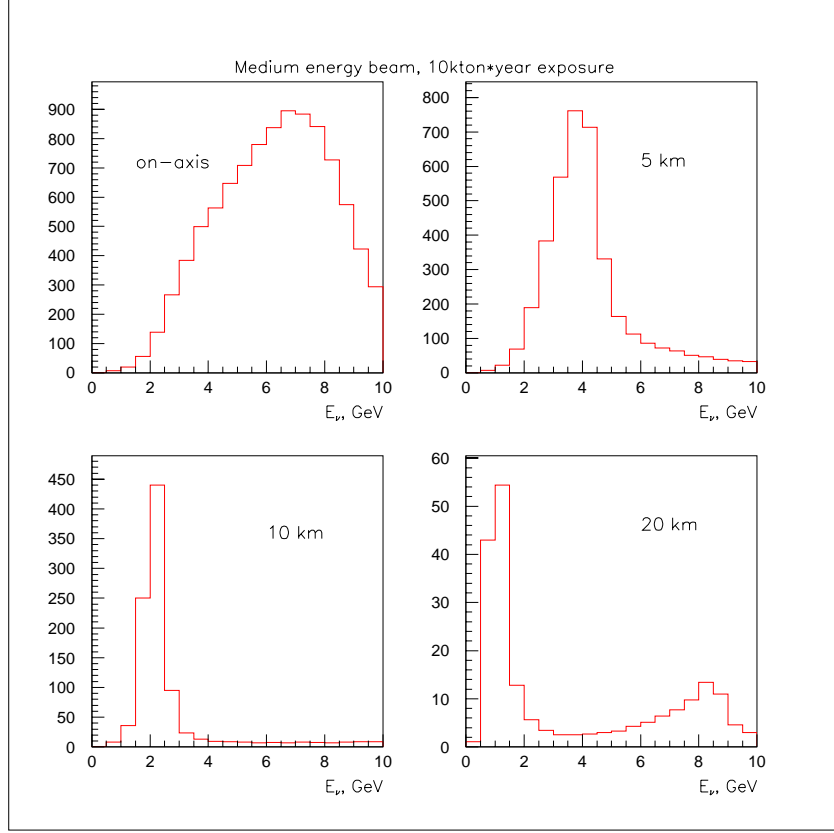 Medium energy beam, 10kton*year exposure
on-axis
900
800
700
600
500
400
300
200
100
0
0 2 4 6 8 10
E_ν, GeV
5 km
800
700
600
500
400
300
200
100
0
0 2 4 6 8 10
E_ν, GeV
10 km
450
400
350
300
250
200
150
100
50
0
0 2 4 6 8 10
E_ν, GeV
20 km
60
50
40
30
20
10
0
0 2 4 6 8 10
E_ν, GeV